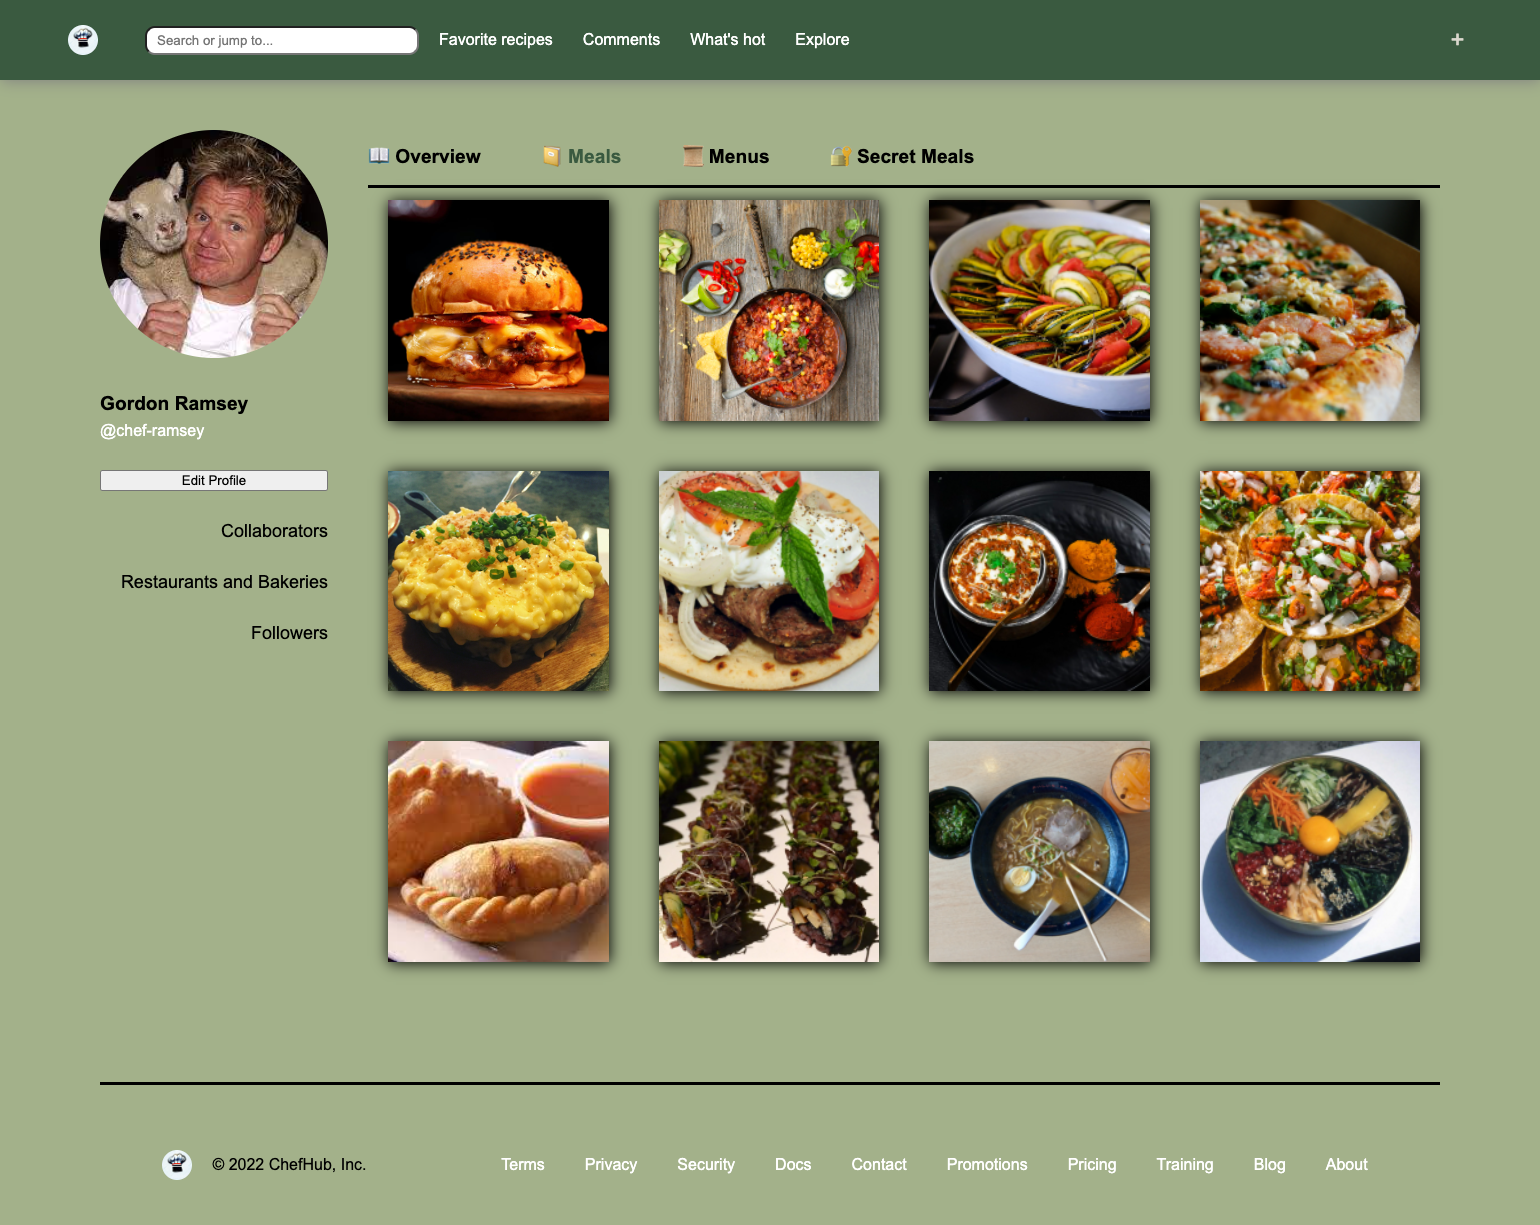 Search or jump to...
Favorite recipes
Comments
What's hot
Explore
+
Overview
Meals
Menus
Secret Meals
Gordon Ramsey
@chef-ramsey
Edit Profile
Collaborators
Restaurants and Bakeries
Followers
© 2022 ChefHub, Inc.
Terms
Privacy
Security
Docs
Contact
Promotions
Pricing
Training
Blog
About